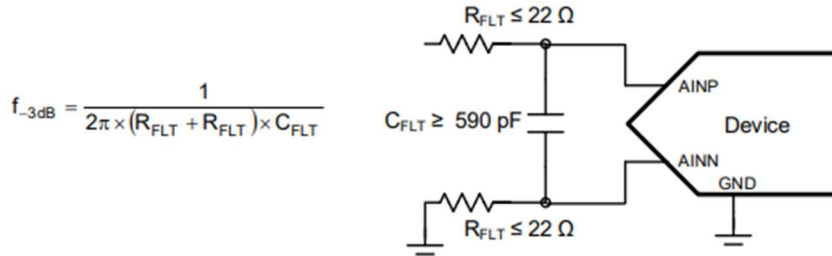 R_FLT ≤ 22 Ω
f_–3dB = 1 / (2π × (R_FLT + R_FLT) × C_FLT)
AINP
C_FLT ≥ 590 pF
Device
AINN
GND
R_FLT ≤ 22 Ω